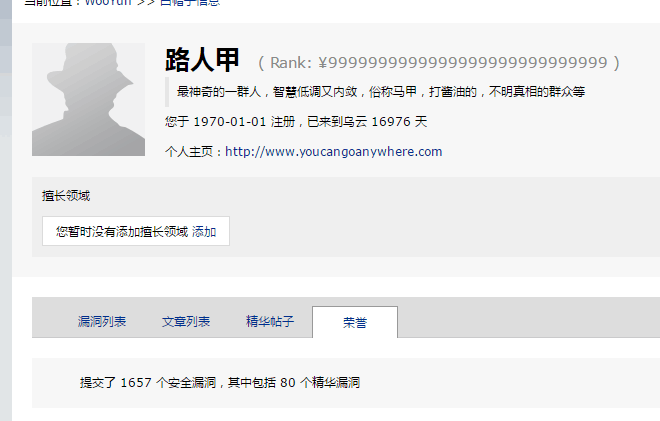 当前位置：WooYun >> 白帽子信息
路人甲 ( Rank: ¥9999999999999999999999999999 )
最神奇的一群人，智慧低调又内敛，俗称马甲，打酱油的，不明真相的群众等
您于 1970-01-01 注册，已来到乌云 16976 天
个人主页：http://www.youcangoanywhere.com
擅长领域
您暂时没有添加擅长领域 添加
漏洞列表 文章列表 精华帖子 荣誉
提交了 1657 个安全漏洞，其中包括 80 个精华漏洞